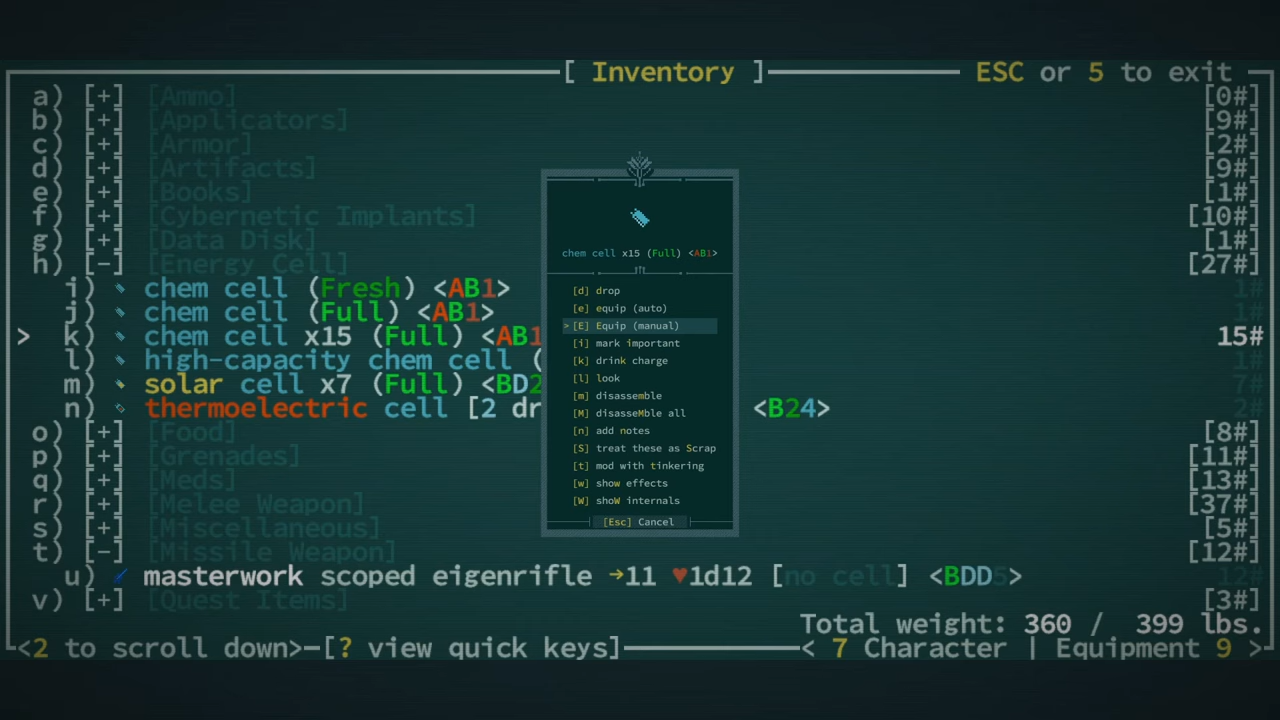 [ Inventory ] ESC or 5 to exit
a) [+] [Ammo] [0#]
b) [+] [Applicators] [9#]
c) [+] [Armor] [2#]
d) [+] [Artifacts] [9#]
e) [+] [Books] [1#]
f) [+] [Cybernetic Implants] [10#]
g) [+] [Data Disk] [1#]
h) [-] [Energy Cell] [27#]
i) chem cell (Fresh) <AB1> 1#
j) chem cell (Full) <AB1> 1#
> k) chem cell x15 (Full) <AB1 15#
l) high-capacity chem cell ( 1#
m) solar cell x7 (Full) <BD2 7#
n) thermoelectric cell [2 dr <B24> 2#
o) [+] [Food] [8#]
p) [+] [Grenades] [11#]
q) [+] [Meds] [13#]
r) [+] [Melee Weapon] [37#]
s) [+] [Miscellaneous] [5#]
t) [-] [Missile Weapon] [12#]
u) masterwork scoped eigenrifle →11 ♥1d12 [no cell] <BDD5> 12#
v) [+] [Quest Items] [3#]
Total weight: 360 / 399 lbs.
<2 to scroll down> [? view quick keys] < 7 Character | Equipment 9 >
chem cell x15 (Full) <AB1>
[d] drop
[e] equip (auto)
> [E] Equip (manual)
[i] mark important
[k] drink charge
[l] look
[m] disassemble
[M] disasseMble all
[n] add notes
[S] treat these as Scrap
[t] mod with tinkering
[w] show effects
[W] shoW internals
[Esc] Cancel